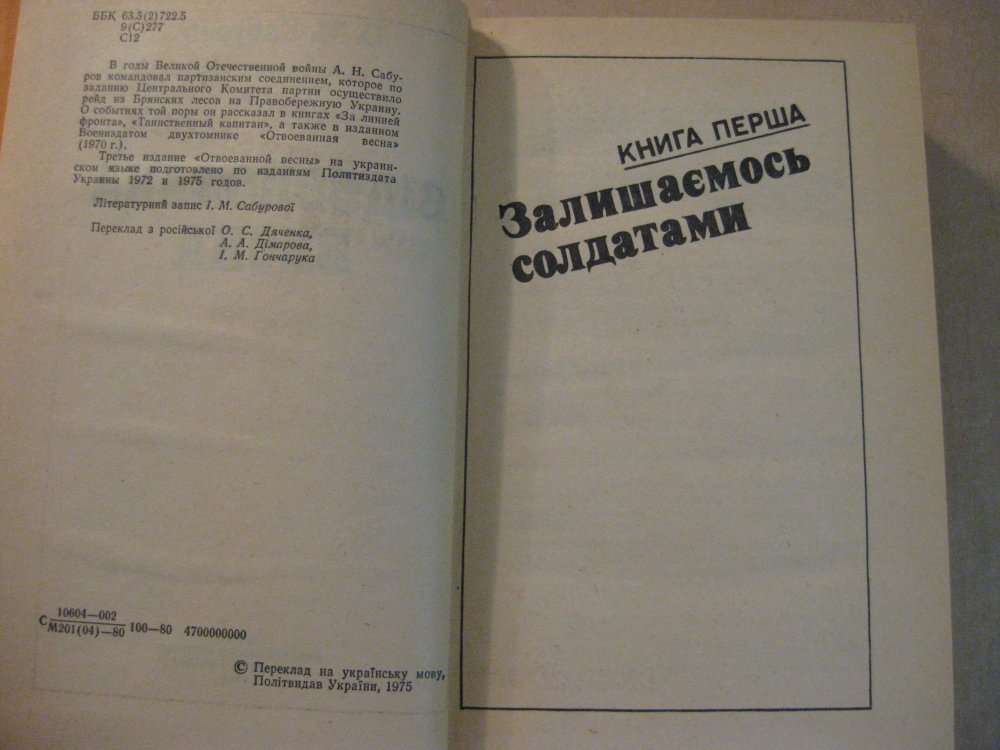 ББК 63.3(2)722.5
9(С)277
С12
В годы Великой Отечественной войны А. Н. Сабу-
ров командовал партизанским соединением, которое по
заданию Центрального Комитета партии осуществило
рейд из Брянских лесов на Правобережную Украину.
О событиях той поры он рассказал в книгах «За линией
фронта», «Таинственный капитан», а также в изданном
Воениздатом двухтомнике «Отвоеванная весна»
(1970 г.).
Третье издание «Отвоеванной весны» на украин-
ском языке подготовлено по изданиям Политиздата
Украины 1972 и 1975 годов.
Літературний запис І. М. Сабурової
Переклад з російської О. С. Дяченка,
А. А. Дімарова,
І. М. Гончарука
С 10604—002
М201(04)—80 100—80 4700000000
© Переклад на українську мову,
Політвидав України, 1975
КНИГА ПЕРША
Залишаємось
солдатами